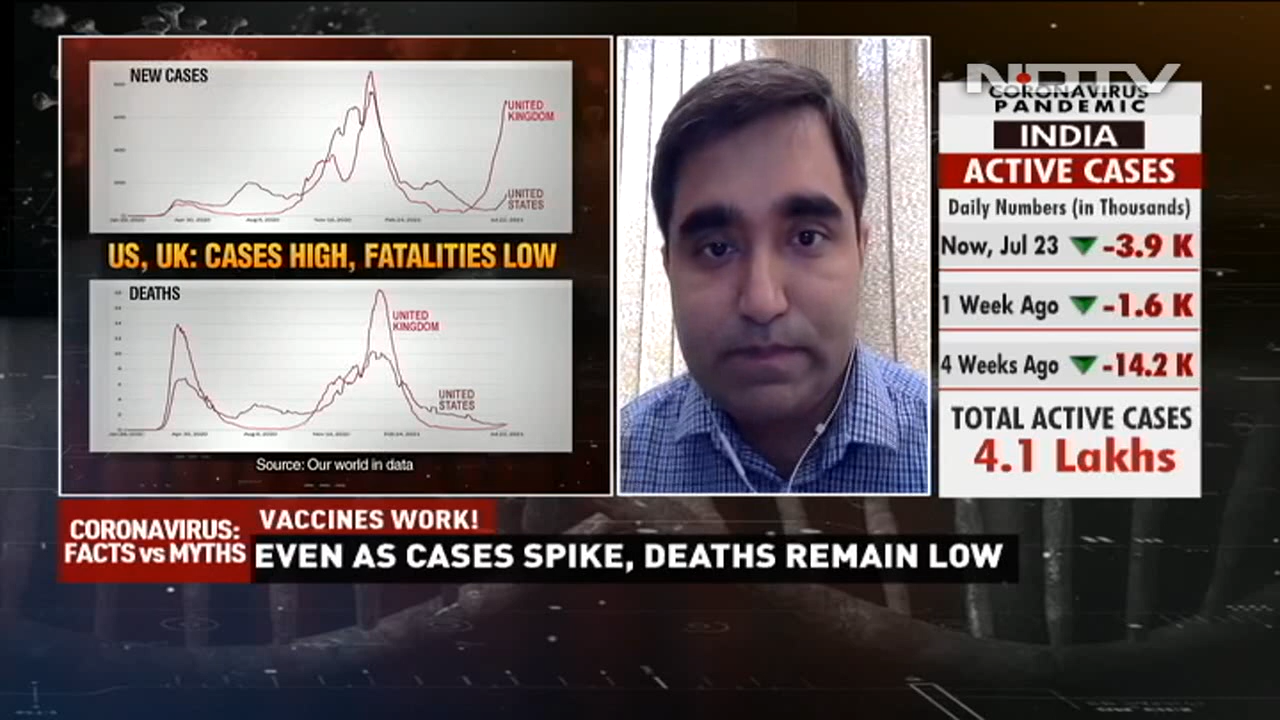 NEW CASES
UNITED
KINGDOM
UNITED
STATES
US, UK: CASES HIGH, FATALITIES LOW
DEATHS
UNITED
KINGDOM
UNITED
STATES
Source: Our world in data
NDTV
CORONAVIRUS
PANDEMIC
INDIA
ACTIVE CASES
Daily Numbers (in Thousands)
Now, Jul 23 -3.9 K
1 Week Ago -1.6 K
4 Weeks Ago -14.2 K
TOTAL ACTIVE CASES
4.1 Lakhs
CORONAVIRUS:
FACTS vs MYTHS
VACCINES WORK!
EVEN AS CASES SPIKE, DEATHS REMAIN LOW